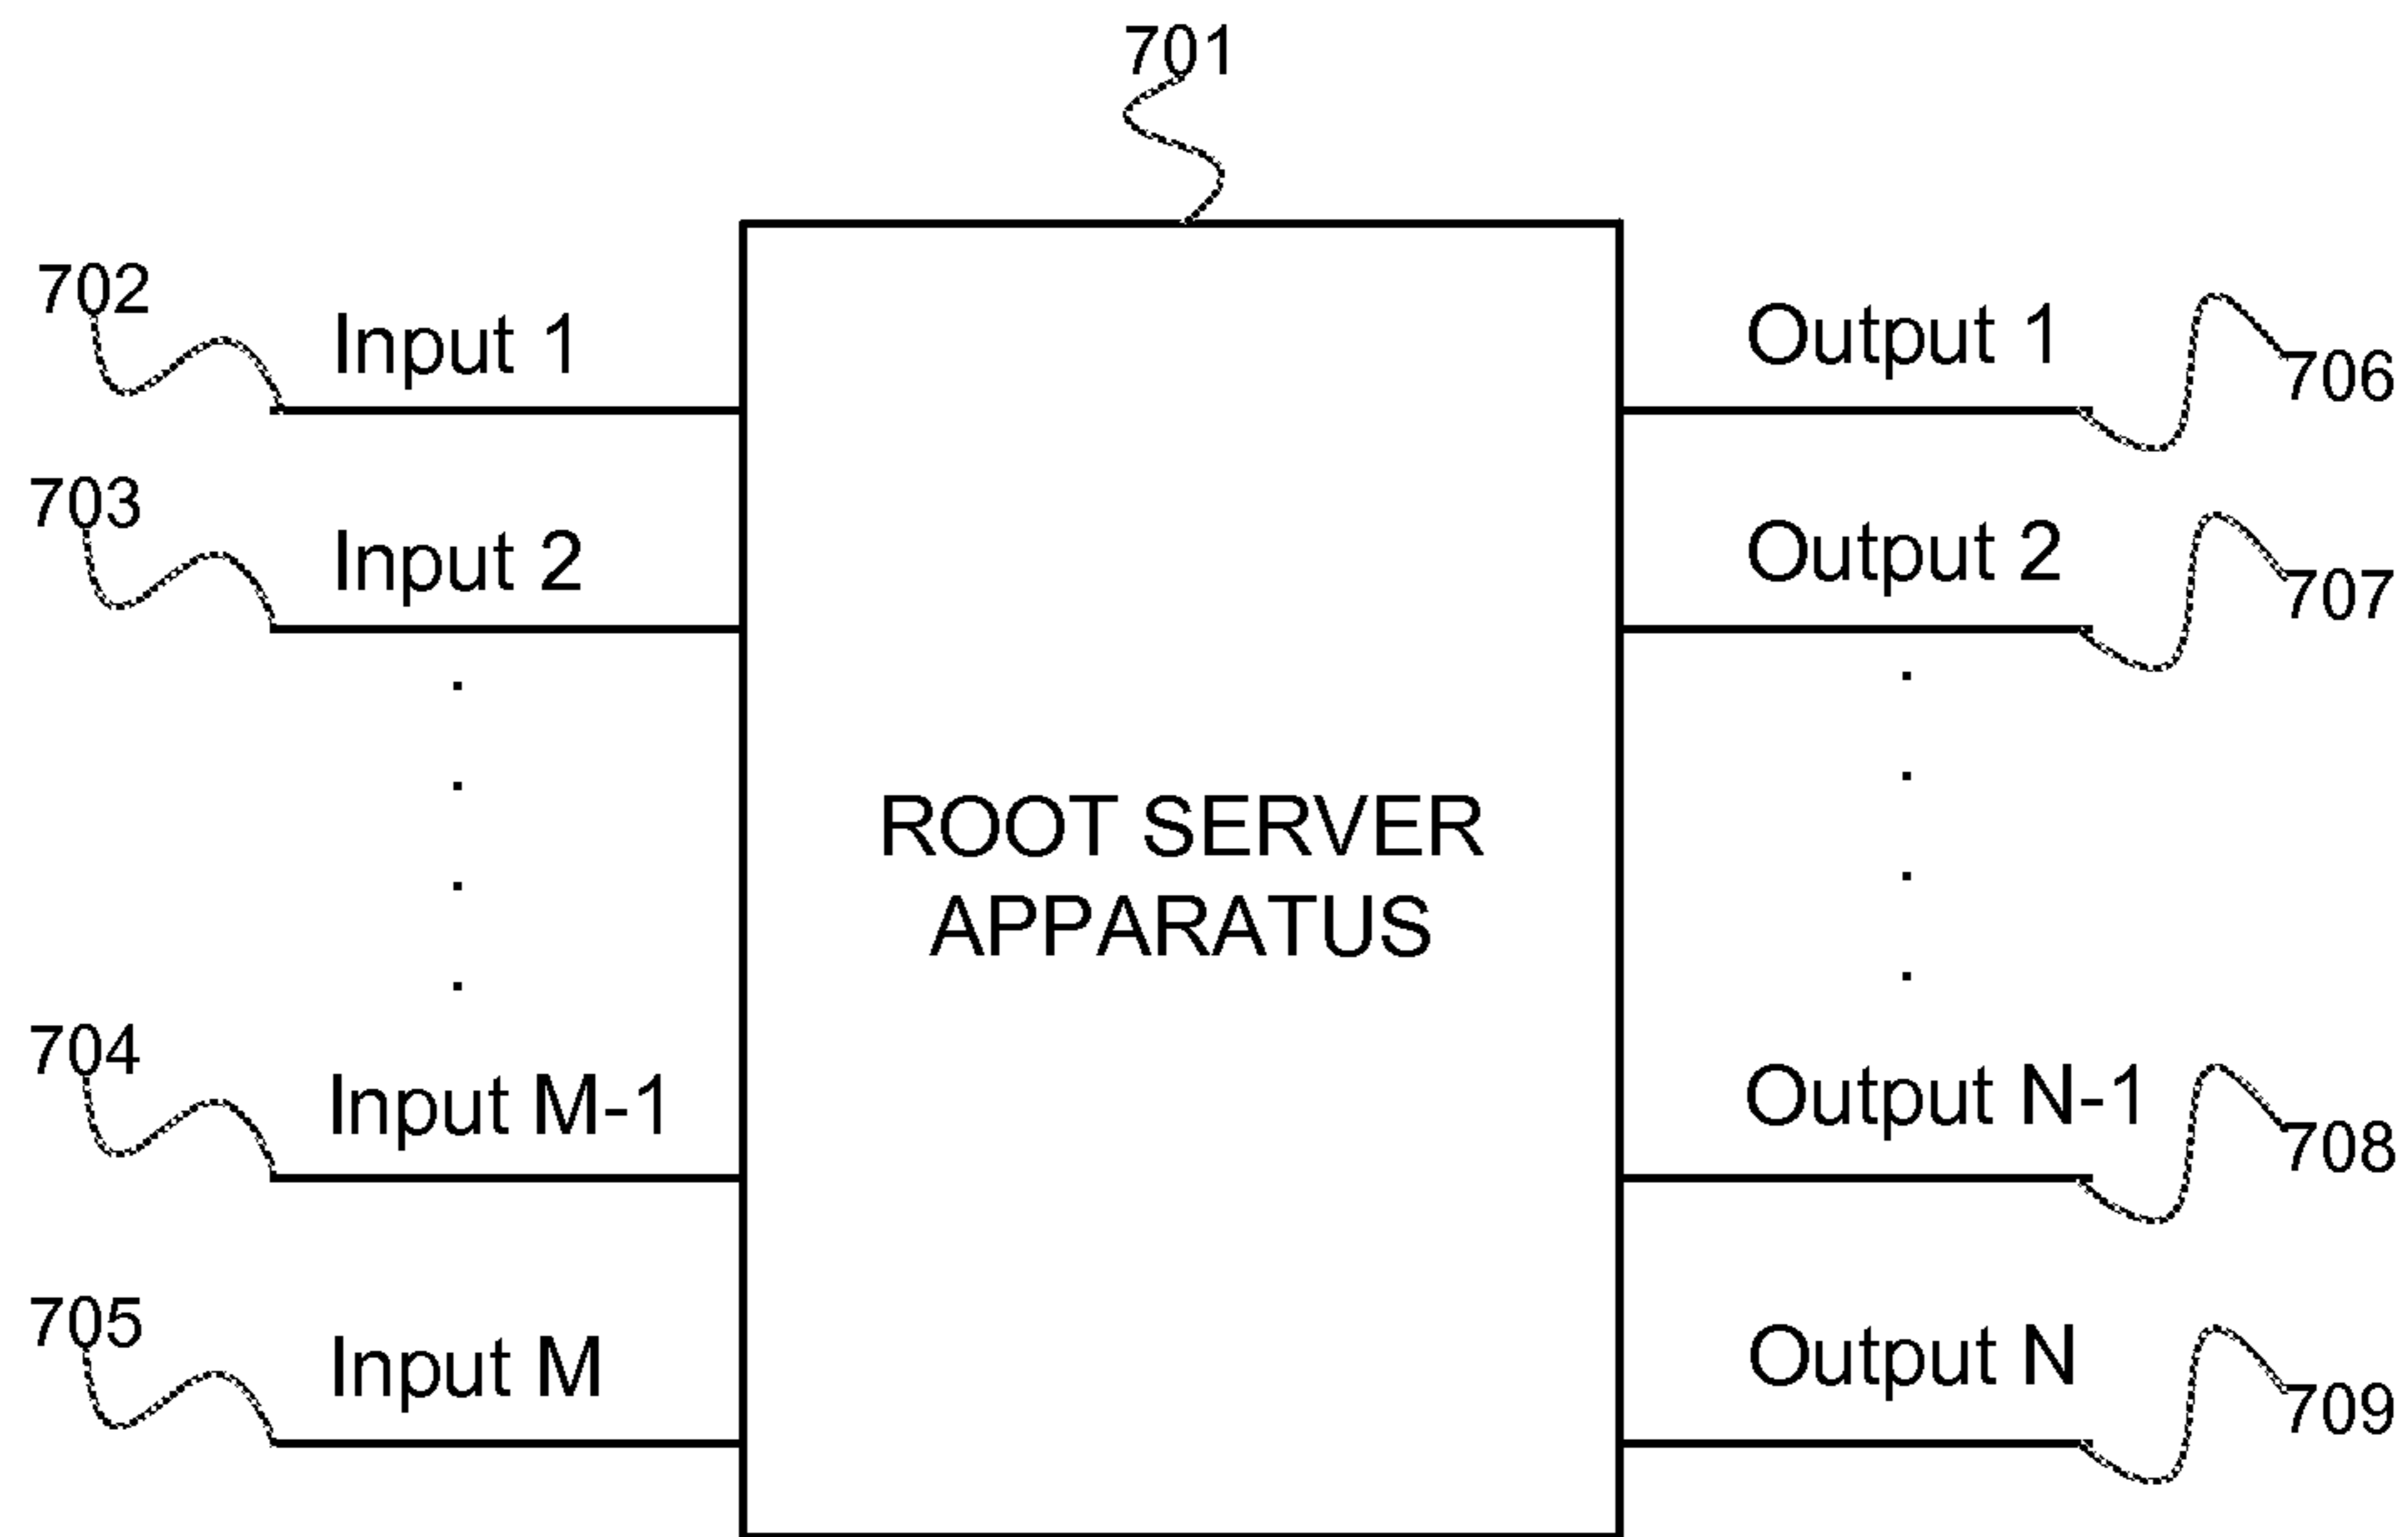 701
702
Input 1
Output 1
706
703
Input 2
Output 2
707
ROOT SERVER
APPARATUS
704
Input M-1
Output N-1
708
705
Input M
Output N
709